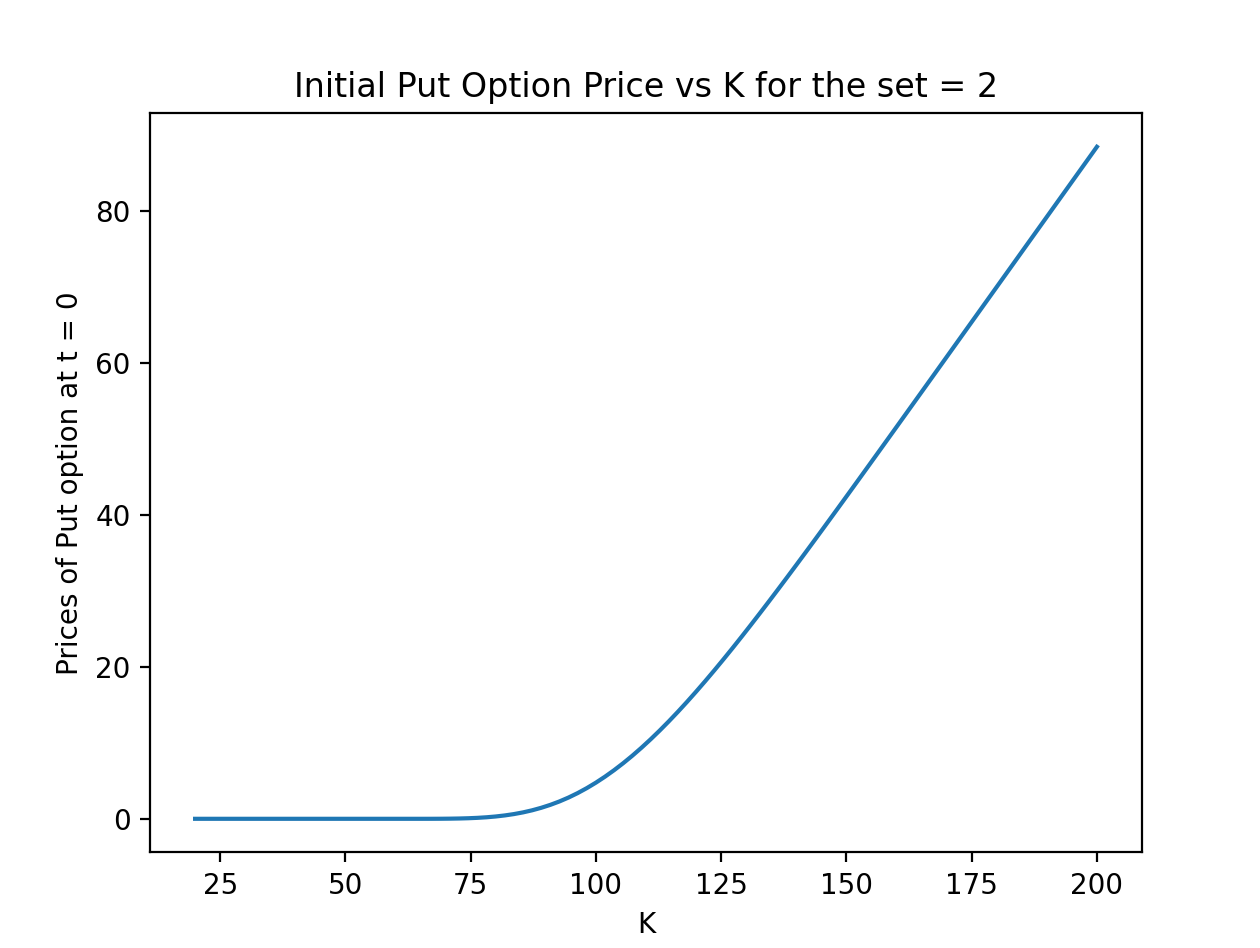 Initial Put Option Price vs K for the set = 2
Prices of Put option at t = 0
80
60
40
20
0
25 50 75 100 125 150 175 200
K